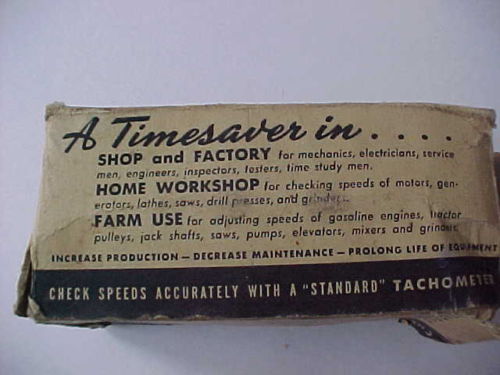 A Timesaver in . . . .
SHOP and FACTORY for mechanics, electricians, service
men, engineers, inspectors, testers, time study men.
HOME WORKSHOP for checking speeds of motors, gen-
erators, lathes, saws, drill presses, and grinders.
FARM USE for adjusting speeds of gasoline engines, tractor
pulleys, jack shafts, saws, pumps, elevators, mixers and grinders
INCREASE PRODUCTION — DECREASE MAINTENANCE — PROLONG LIFE OF EQUIPMENT
CHECK SPEEDS ACCURATELY WITH A "STANDARD" TACHOMETER